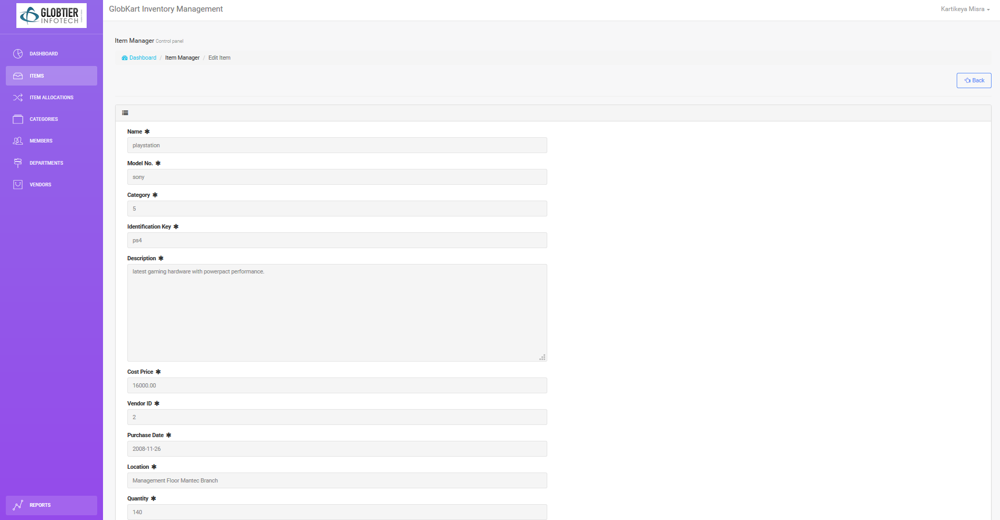 GLOBTIER
INFOTECH
GlobKart Inventory Management
Kartikeya Misra
DASHBOARD
ITEMS
ITEM ALLOCATIONS
CATEGORIES
MEMBERS
DEPARTMENTS
VENDORS
REPORTS
Item Manager Control panel
Dashboard / Item Manager / Edit Item
Back
Name ✱
playstation
Model No. ✱
sony
Category ✱
5
Identification Key ✱
ps4
Description ✱
latest gaming hardware with powerpact performance.
Cost Price ✱
16000.00
Vendor ID ✱
2
Purchase Date ✱
2008-11-26
Location ✱
Management Floor Mantec Branch
Quantity ✱
140